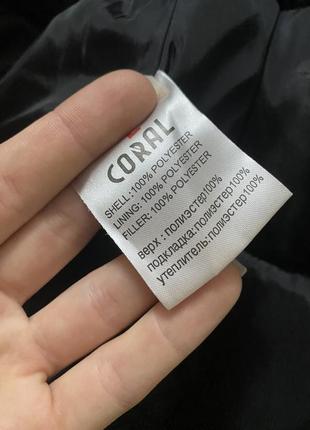 CORAL
SHELL:100% POLYESTER
LINING: 100% POLYESTER
FILLER: 100% POLYESTER
верх : полиэстер100%
подкладка:полиэстер100%
утеплитель:полиэстер100%